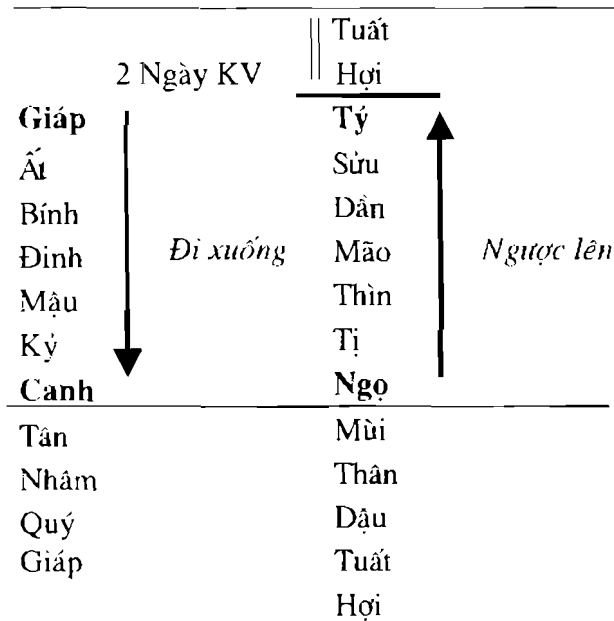 Tuất
2 Ngày KV Hợi
Giáp Tý
Ất Sửu
Bính Dần
Đinh Đi xuống Mão Ngược lên
Mậu Thìn
Kỷ Tị
Canh Ngọ
Tân Mùi
Nhâm Thân
Quý Dậu
Giáp Tuất
Hợi